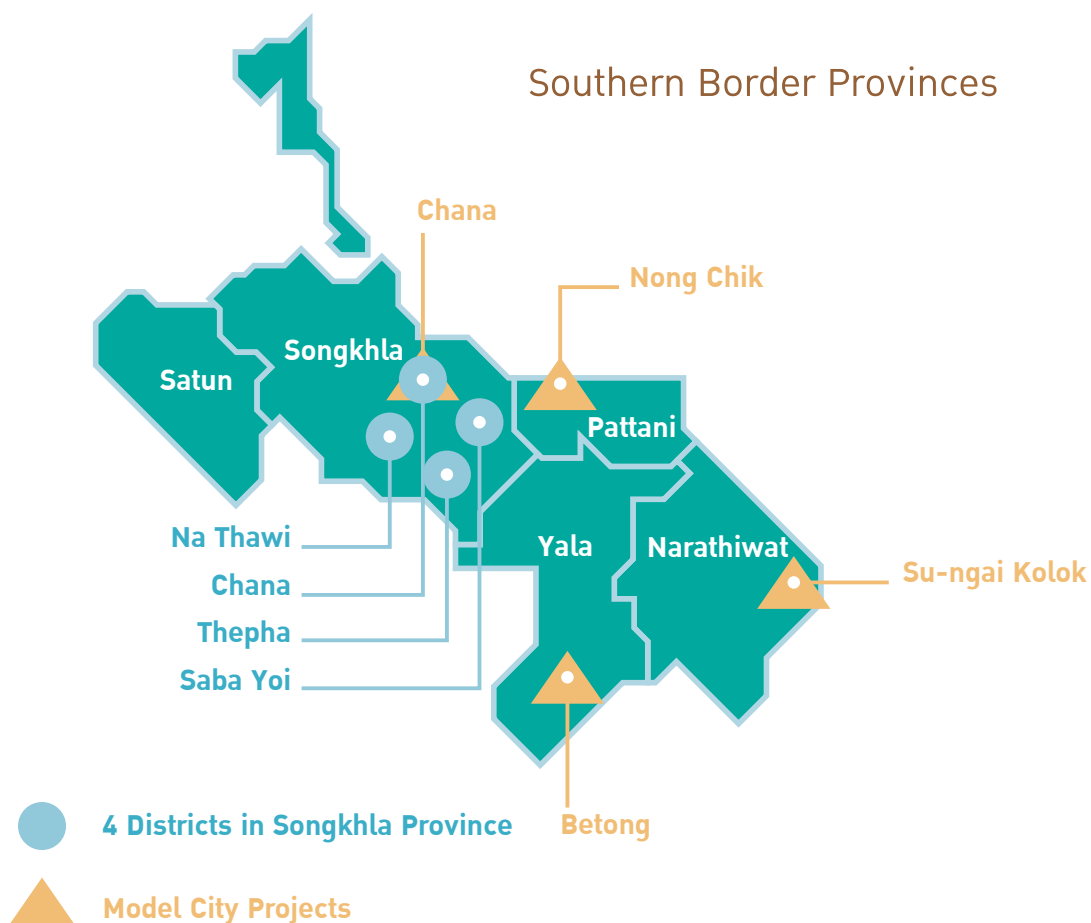 Southern Border Provinces
Chana
Nong Chik
Songkhla
Satun
Pattani
Na Thawi
Yala
Narathiwat
Su-ngai Kolok
Chana
Thepha
Saba Yoi
4 Districts in Songkhla Province
Betong
Model City Projects